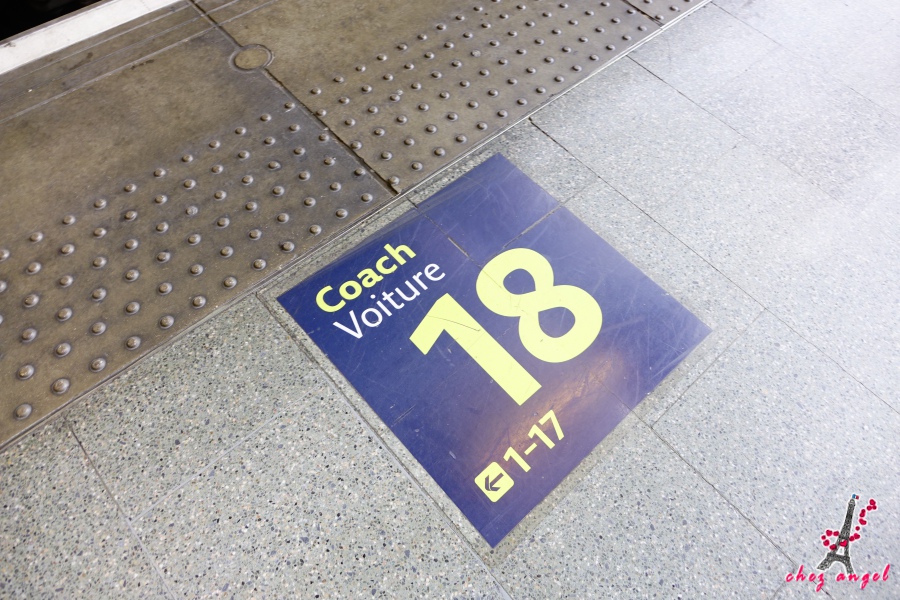 Coach
Voiture
18
1-17
chez angel